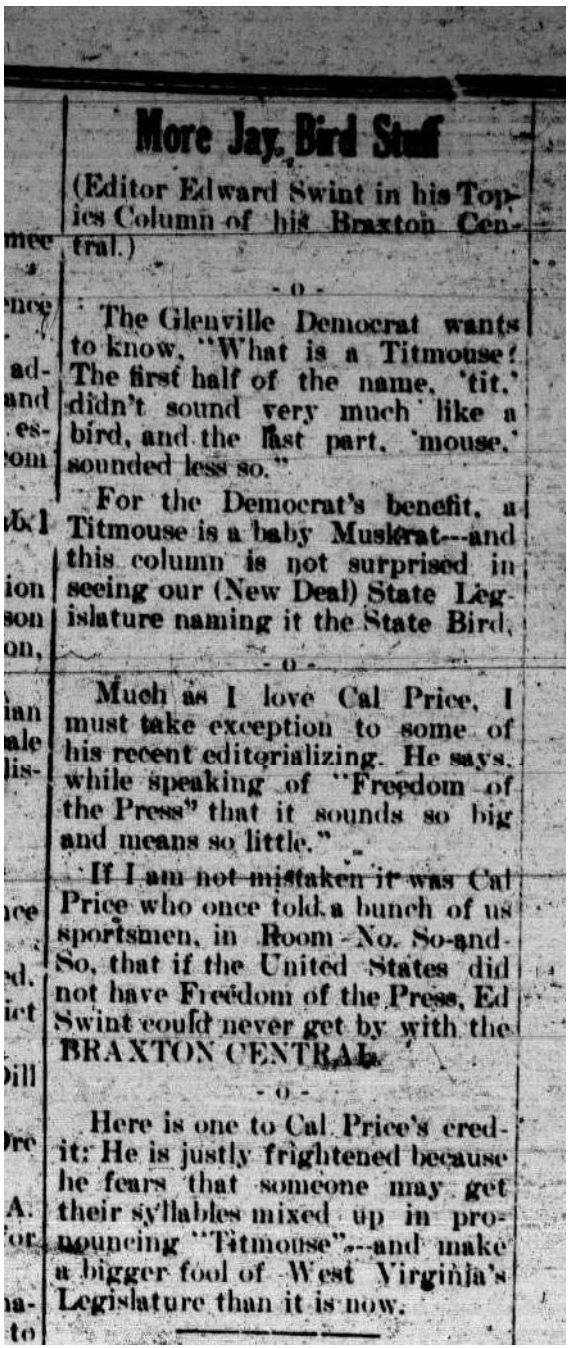 More Jay Bird Stuff
(Editor Edward Swint in his Top-
ics Column of his Braxton Cen-
tral.)
- o -
The Glenville Democrat wants
to know, "What is a Titmouse?
The first half of the name, 'tit,'
didn't sound very much like a
bird, and the last part, 'mouse,'
sounded less so."
For the Democrat's benefit, a
Titmouse is a baby Muskrat---and
this column is not surprised in
seeing our (New Deal) State Leg-
islature naming it the State Bird.
- o -
Much as I love Cal Price, I
must take exception to some of
his recent editorializing. He says,
while speaking of "Freedom of
the Press" that it sounds so big
and means so little."
If I am not mistaken it was Cal
Price who once told a bunch of us
sportsmen, in Room No. So-and-
So, that if the United States did
not have Freedom of the Press, Ed
Swint could never get by with the
BRAXTON CENTRAL.
- o -
Here is one to Cal Price's cred-
it: He is justly frightened because
he fears that someone may get
their syllables mixed up in pro-
nouncing "Titmouse"---and make
a bigger fool of West Virginia's
Legislature than it is now.